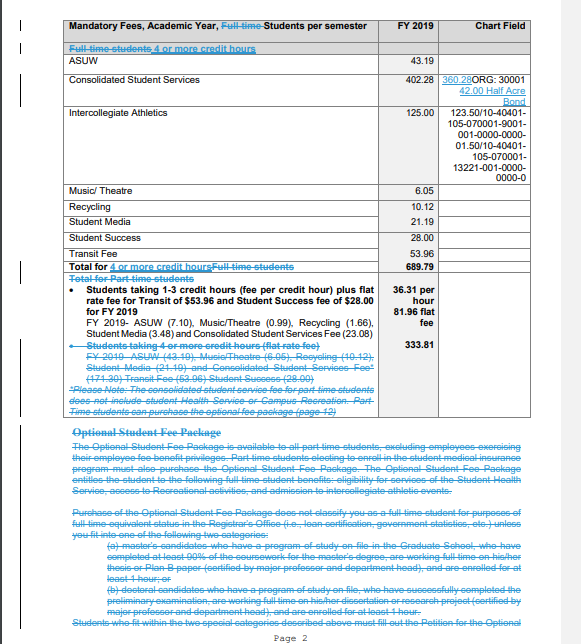 Mandatory Fees, Academic Year, Full-time Students per semester FY 2019 Chart Field
Full-time students 4 or more credit hours
ASUW 43.19
Consolidated Student Services 402.28 360.28ORG: 30001
42.00 Half Acre
Bond
Intercollegiate Athletics 125.00 123.50/10-40401-
105-070001-9001-
001-0000-0000-
01.50/10-40401-
105-070001-
13221-001-0000-
0000-0
Music/ Theatre 6.05
Recycling 10.12
Student Media 21.19
Student Success 28.00
Transit Fee 53.96
Total for 4 or more credit hoursFull-time students 689.79
Total for Part-time students
• Students taking 1-3 credit hours (fee per credit hour) plus flat 36.31 per
rate fee for Transit of $53.96 and Student Success fee of $28.00 hour
for FY 2019 81.96 flat
FY 2019- ASUW (7.10), Music/Theatre (0.99), Recycling (1.66), fee
Student Media (3.48) and Consolidated Student Services Fee (23.08)
• Students taking 4 or more credit hours (flat rate fee) 333.81
FY 2019- ASUW (43.19), Music/Theatre (6.05), Recycling (10.12),
Student Media (21.19) and Consolidated Student Services Fee*
(171.30) Transit Fee (53.96) Student Success (28.00)
*Please Note: The consolidated student service fee for part-time students
does not include student Health Service or Campus Recreation. Part-
Time students can purchase the optional fee package (page 12)
Optional Student Fee Package
The Optional Student Fee Package is available to all part time students, excluding employees exercising
their employee fee benefit privileges. Part time students electing to enroll in the student medical insurance
program must also purchase the Optional Student Fee Package. The Optional Student Fee Package
entitles the student to the following full time student benefits: eligibility for services of the Student Health
Service, access to Recreational activities, and admission to intercollegiate athletic events.
Purchase of the Optional Student Fee Package does not classify you as a full-time student for purposes of
full-time equivalent status in the Registrar's Office (i.e., loan certification, government statistics, etc.) unless
you fit into one of the following two categories:
(a) master's candidates who have a program of study on file in the Graduate School, who have
completed at least 90% of the coursework for the master's degree, are working full time on his/her
thesis or Plan B paper (certified by major professor and department head), and are enrolled for at
least 1 hour; or
(b) doctoral candidates who have a program of study on file, who have successfully completed the
preliminary examination, are working full time on his/her dissertation or research project (certified by
major professor and department head), and are enrolled for at least 1 hour.
Students who fit within the two special categories described above must fill out the Petition for the Optional
Page 2